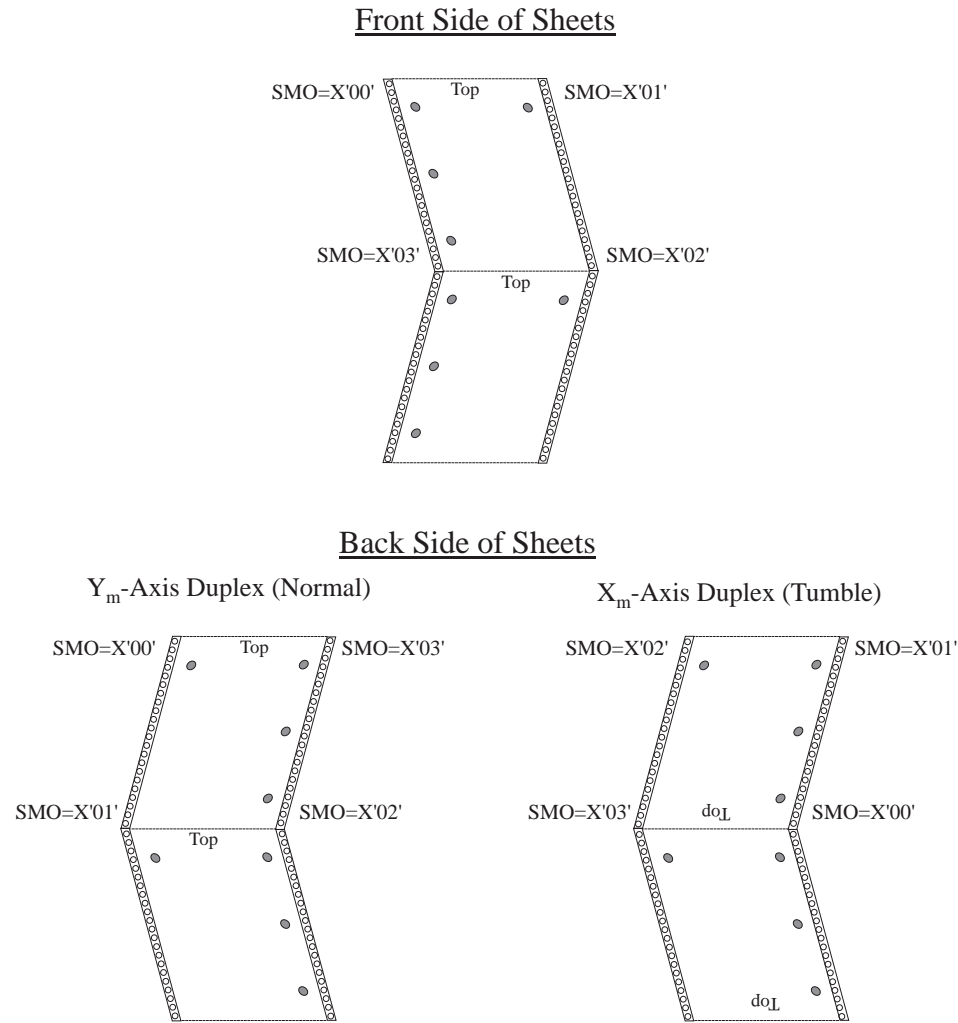 Front Side of Sheets
SMO=X'00' Top SMO=X'01'
SMO=X'03' SMO=X'02'
Top
Back Side of Sheets
Ym-Axis Duplex (Normal) Xm-Axis Duplex (Tumble)
SMO=X'00' Top SMO=X'03' SMO=X'02' SMO=X'01'
SMO=X'01' SMO=X'02' SMO=X'03' Top SMO=X'00'
Top
Top